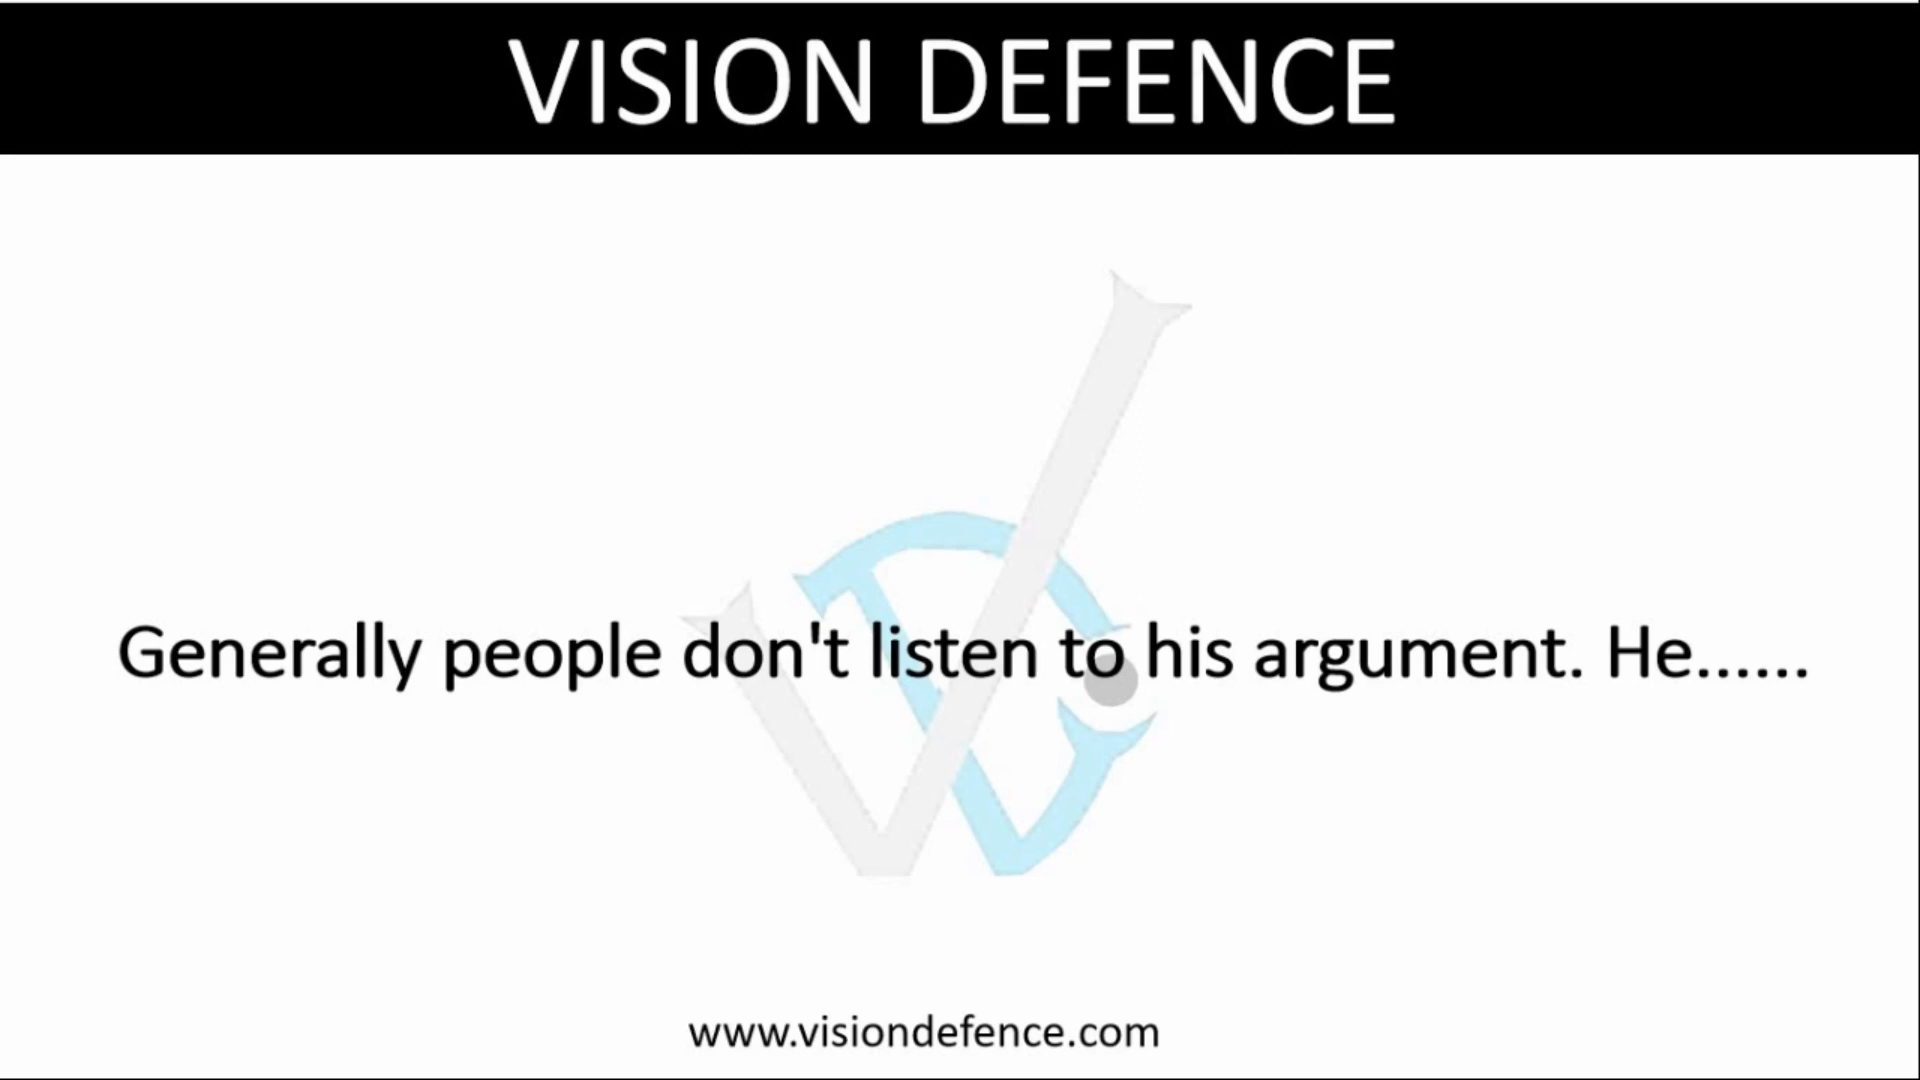 VISION DEFENCE
Generally people don't listen to his argument. He......
www.visiondefence.com